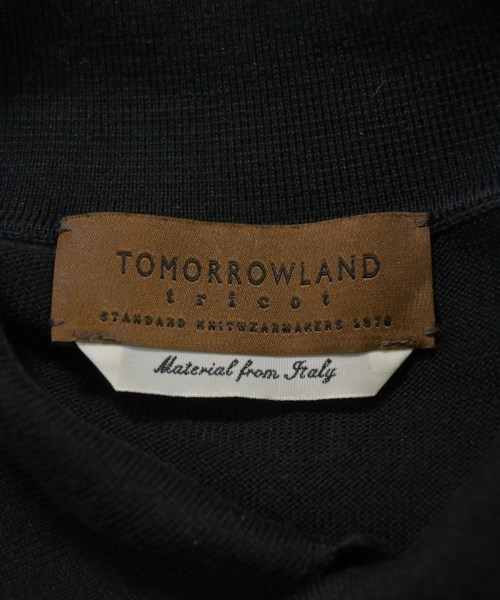 TOMORROWLAND
tricot
STANDARD KNITWEARMAKERS 1978
Material from Italy